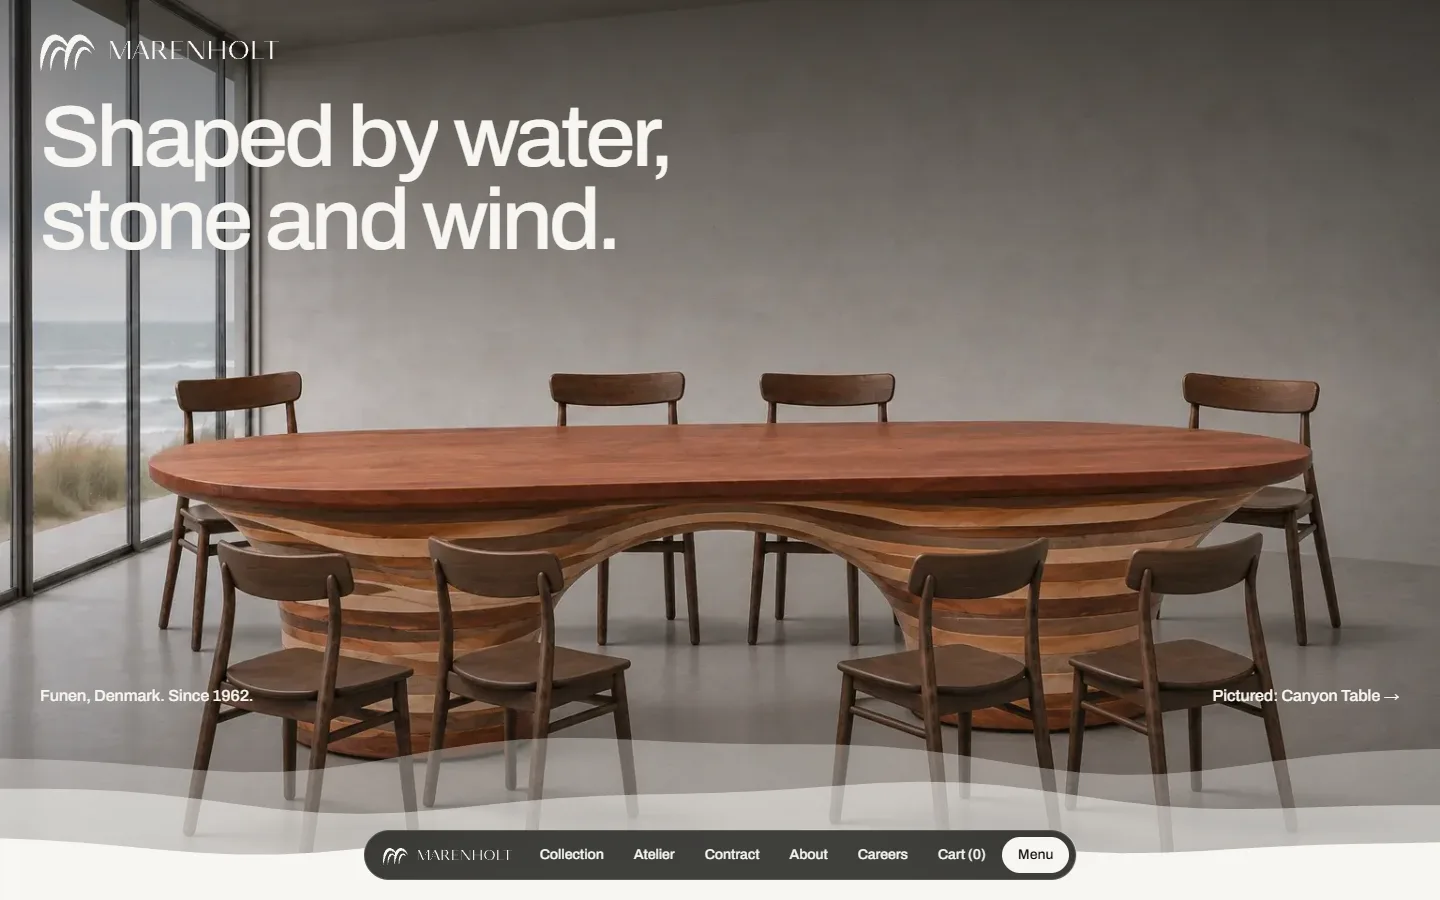 MARENHOLT
Shaped by water,
stone and wind.
Funen, Denmark. Since 1962.
Pictured: Canyon Table →
MARENHOLT Collection Atelier Contract About Careers Cart (0) Menu